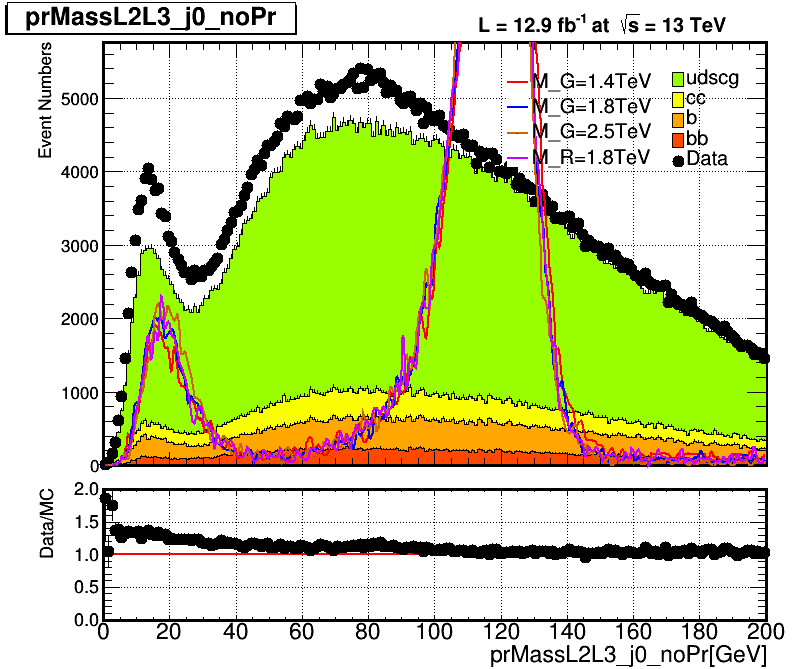 prMassL2L3_j0_noPr
L = 12.9 fb-1 at √s = 13 TeV
Event Numbers
5000
4000
3000
2000
1000
0
M_G=1.4TeV
M_G=1.8TeV
M_G=2.5TeV
M_R=1.8TeV
udscg
cc
b
bb
Data
Data/MC
2.0
1.5
1.0
0.5
0.0
0 20 40 60 80 100 120 140 160 180 200
prMassL2L3_j0_noPr[GeV]